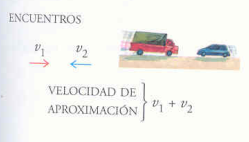 ENCUENTROS
v₁ v₂
VELOCIDAD DE
APROXIMACIÓN } v₁ + v₂